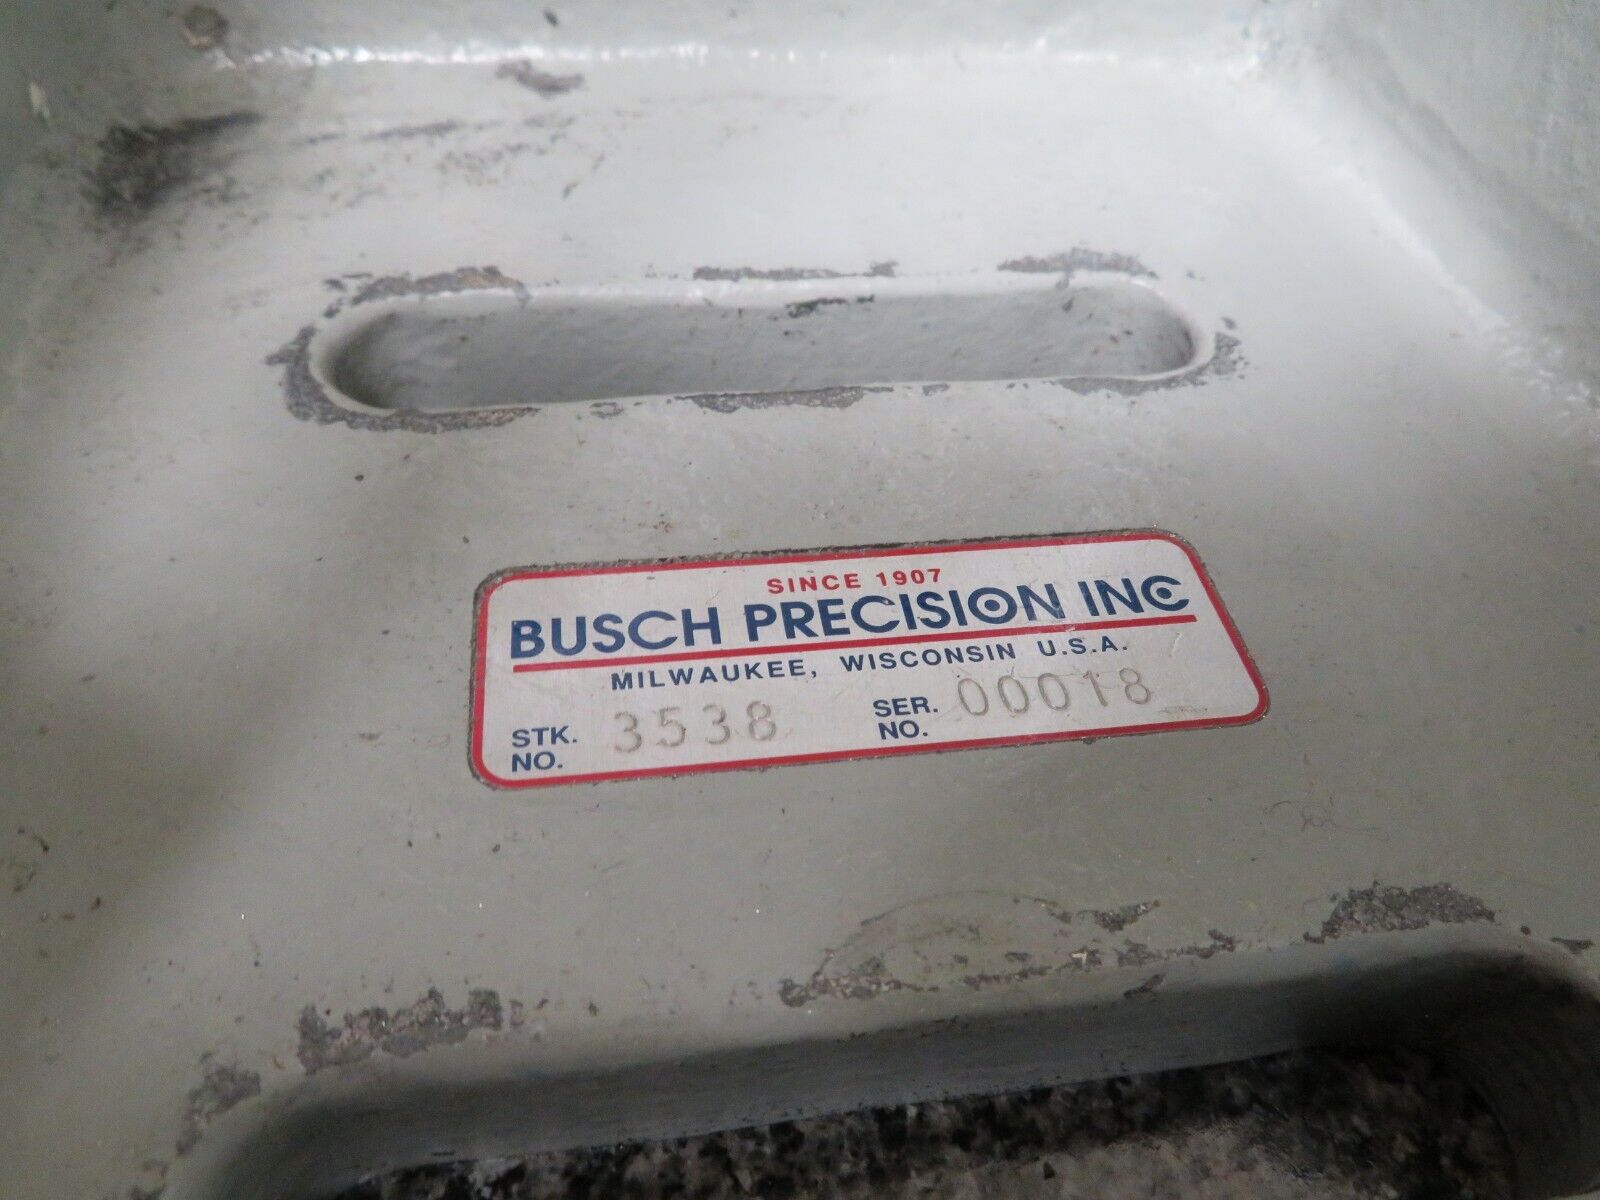 SINCE 1907
BUSCH PRECISION INC
MILWAUKEE, WISCONSIN U.S.A.
STK. NO. 3538 SER. NO. 00018